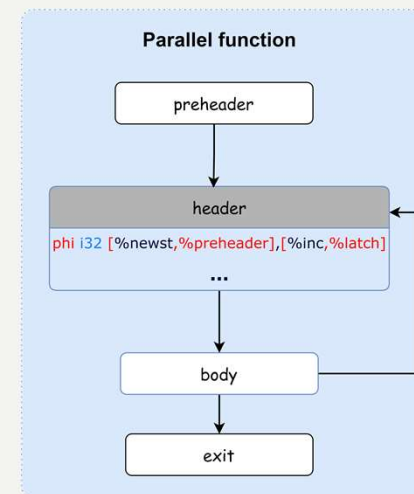 Parallel function
preheader
header
phi i32 [%newst,%preheader],[%inc,%latch]
...
body
exit